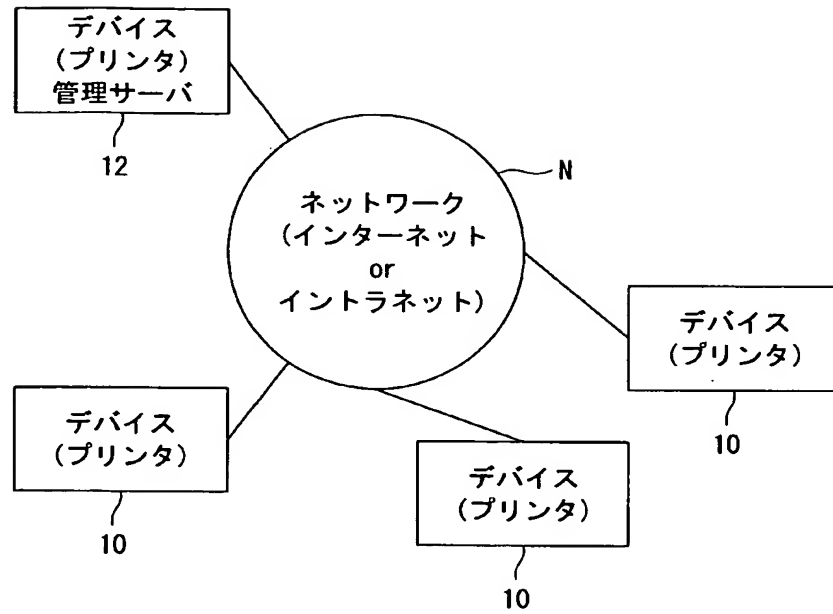 デバイス
(プリンタ)
管理サーバ
12
N
ネットワーク
(インターネット
or
イントラネット)
デバイス
(プリンタ)
10
デバイス
(プリンタ)
10
デバイス
(プリンタ)
10